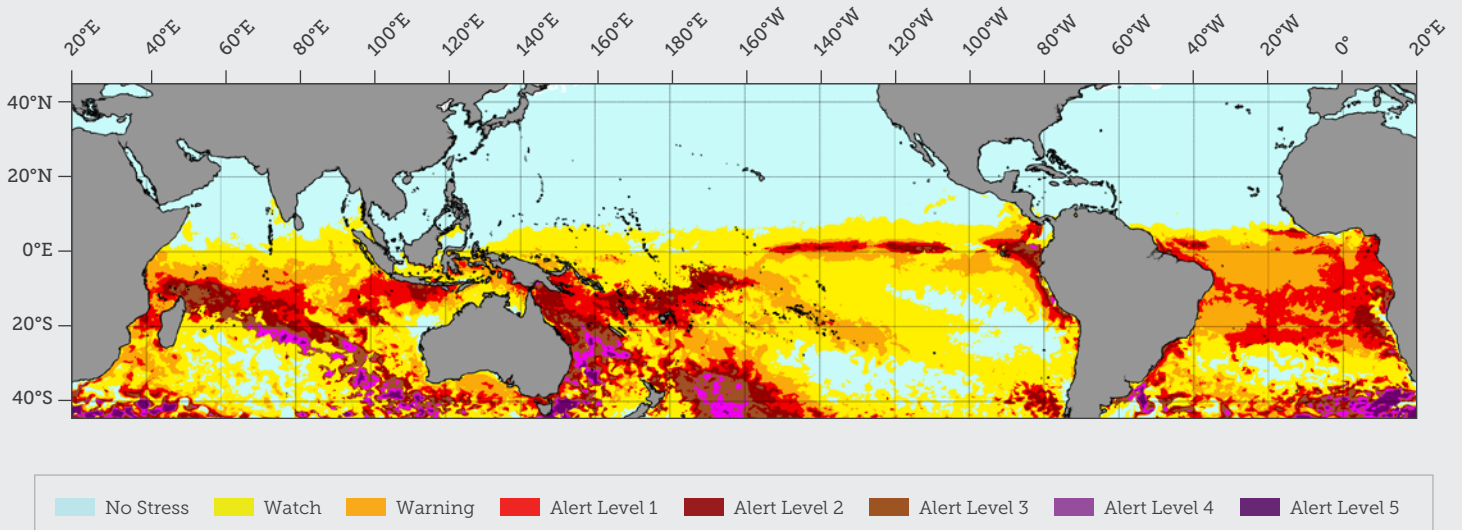 20°E 40°E 60°E 80°E 100°E 120°E 140°E 160°E 180°E 160°W 140°W 120°W 100°W 80°W 60°W 40°W 20°W 0° 20°E
40°N
20°N
0°E
20°S
40°S
No Stress Watch Warning Alert Level 1 Alert Level 2 Alert Level 3 Alert Level 4 Alert Level 5